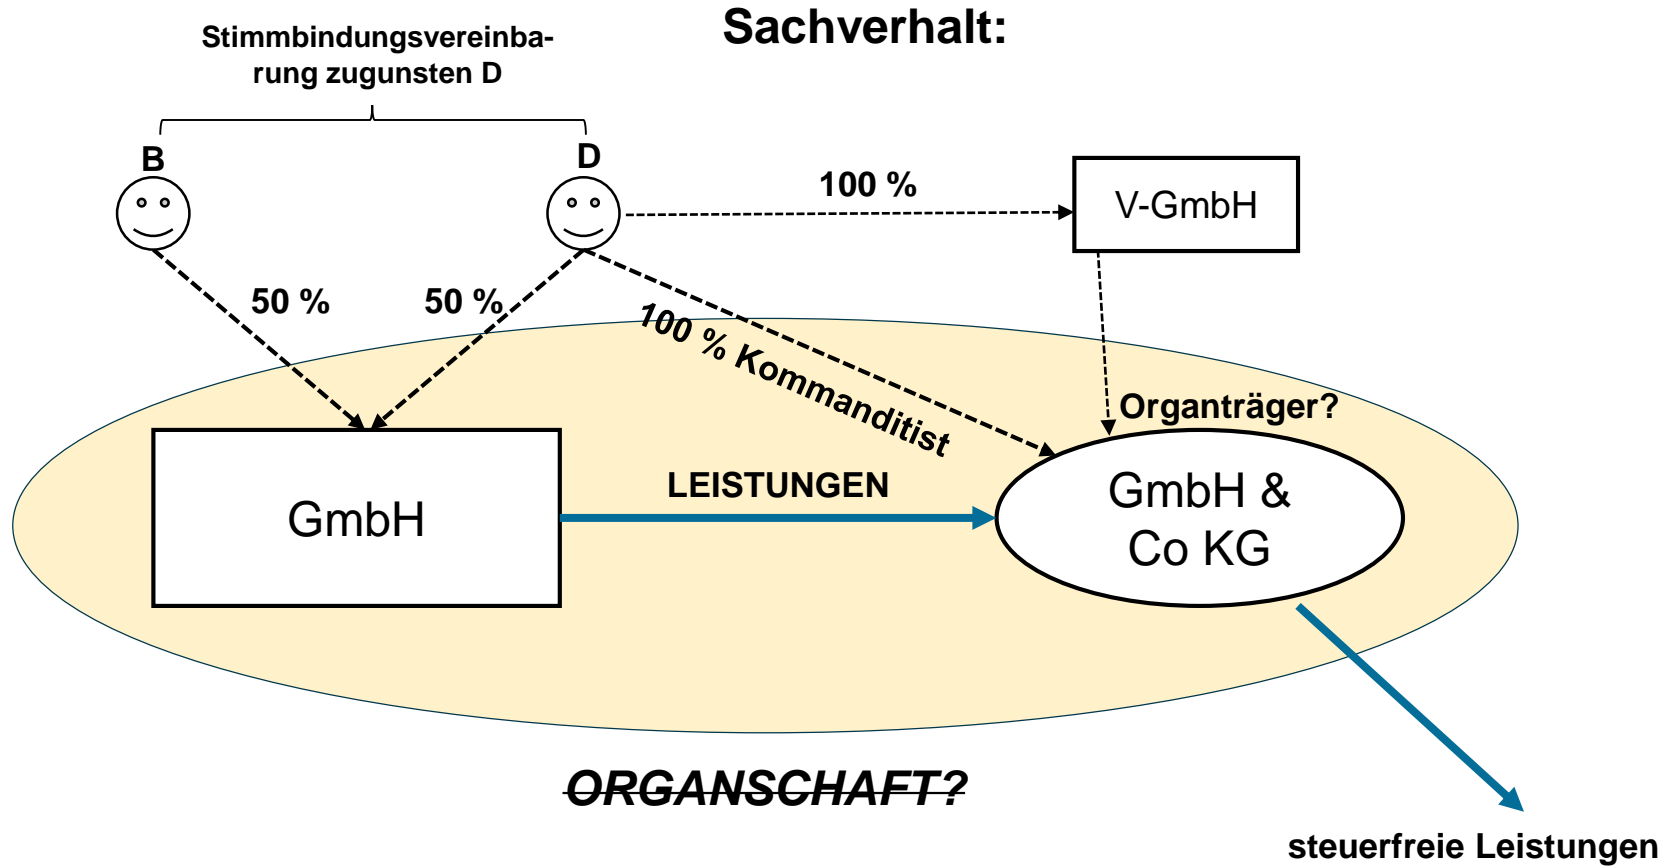 Sachverhalt:
Stimmbindungsvereinba-
rung zugunsten D
B
D
100 %
V-GmbH
50 %
50 %
100 % Kommanditist
Organträger?
GmbH
LEISTUNGEN
GmbH &
Co KG
ORGANSCHAFT?
steuerfreie Leistungen